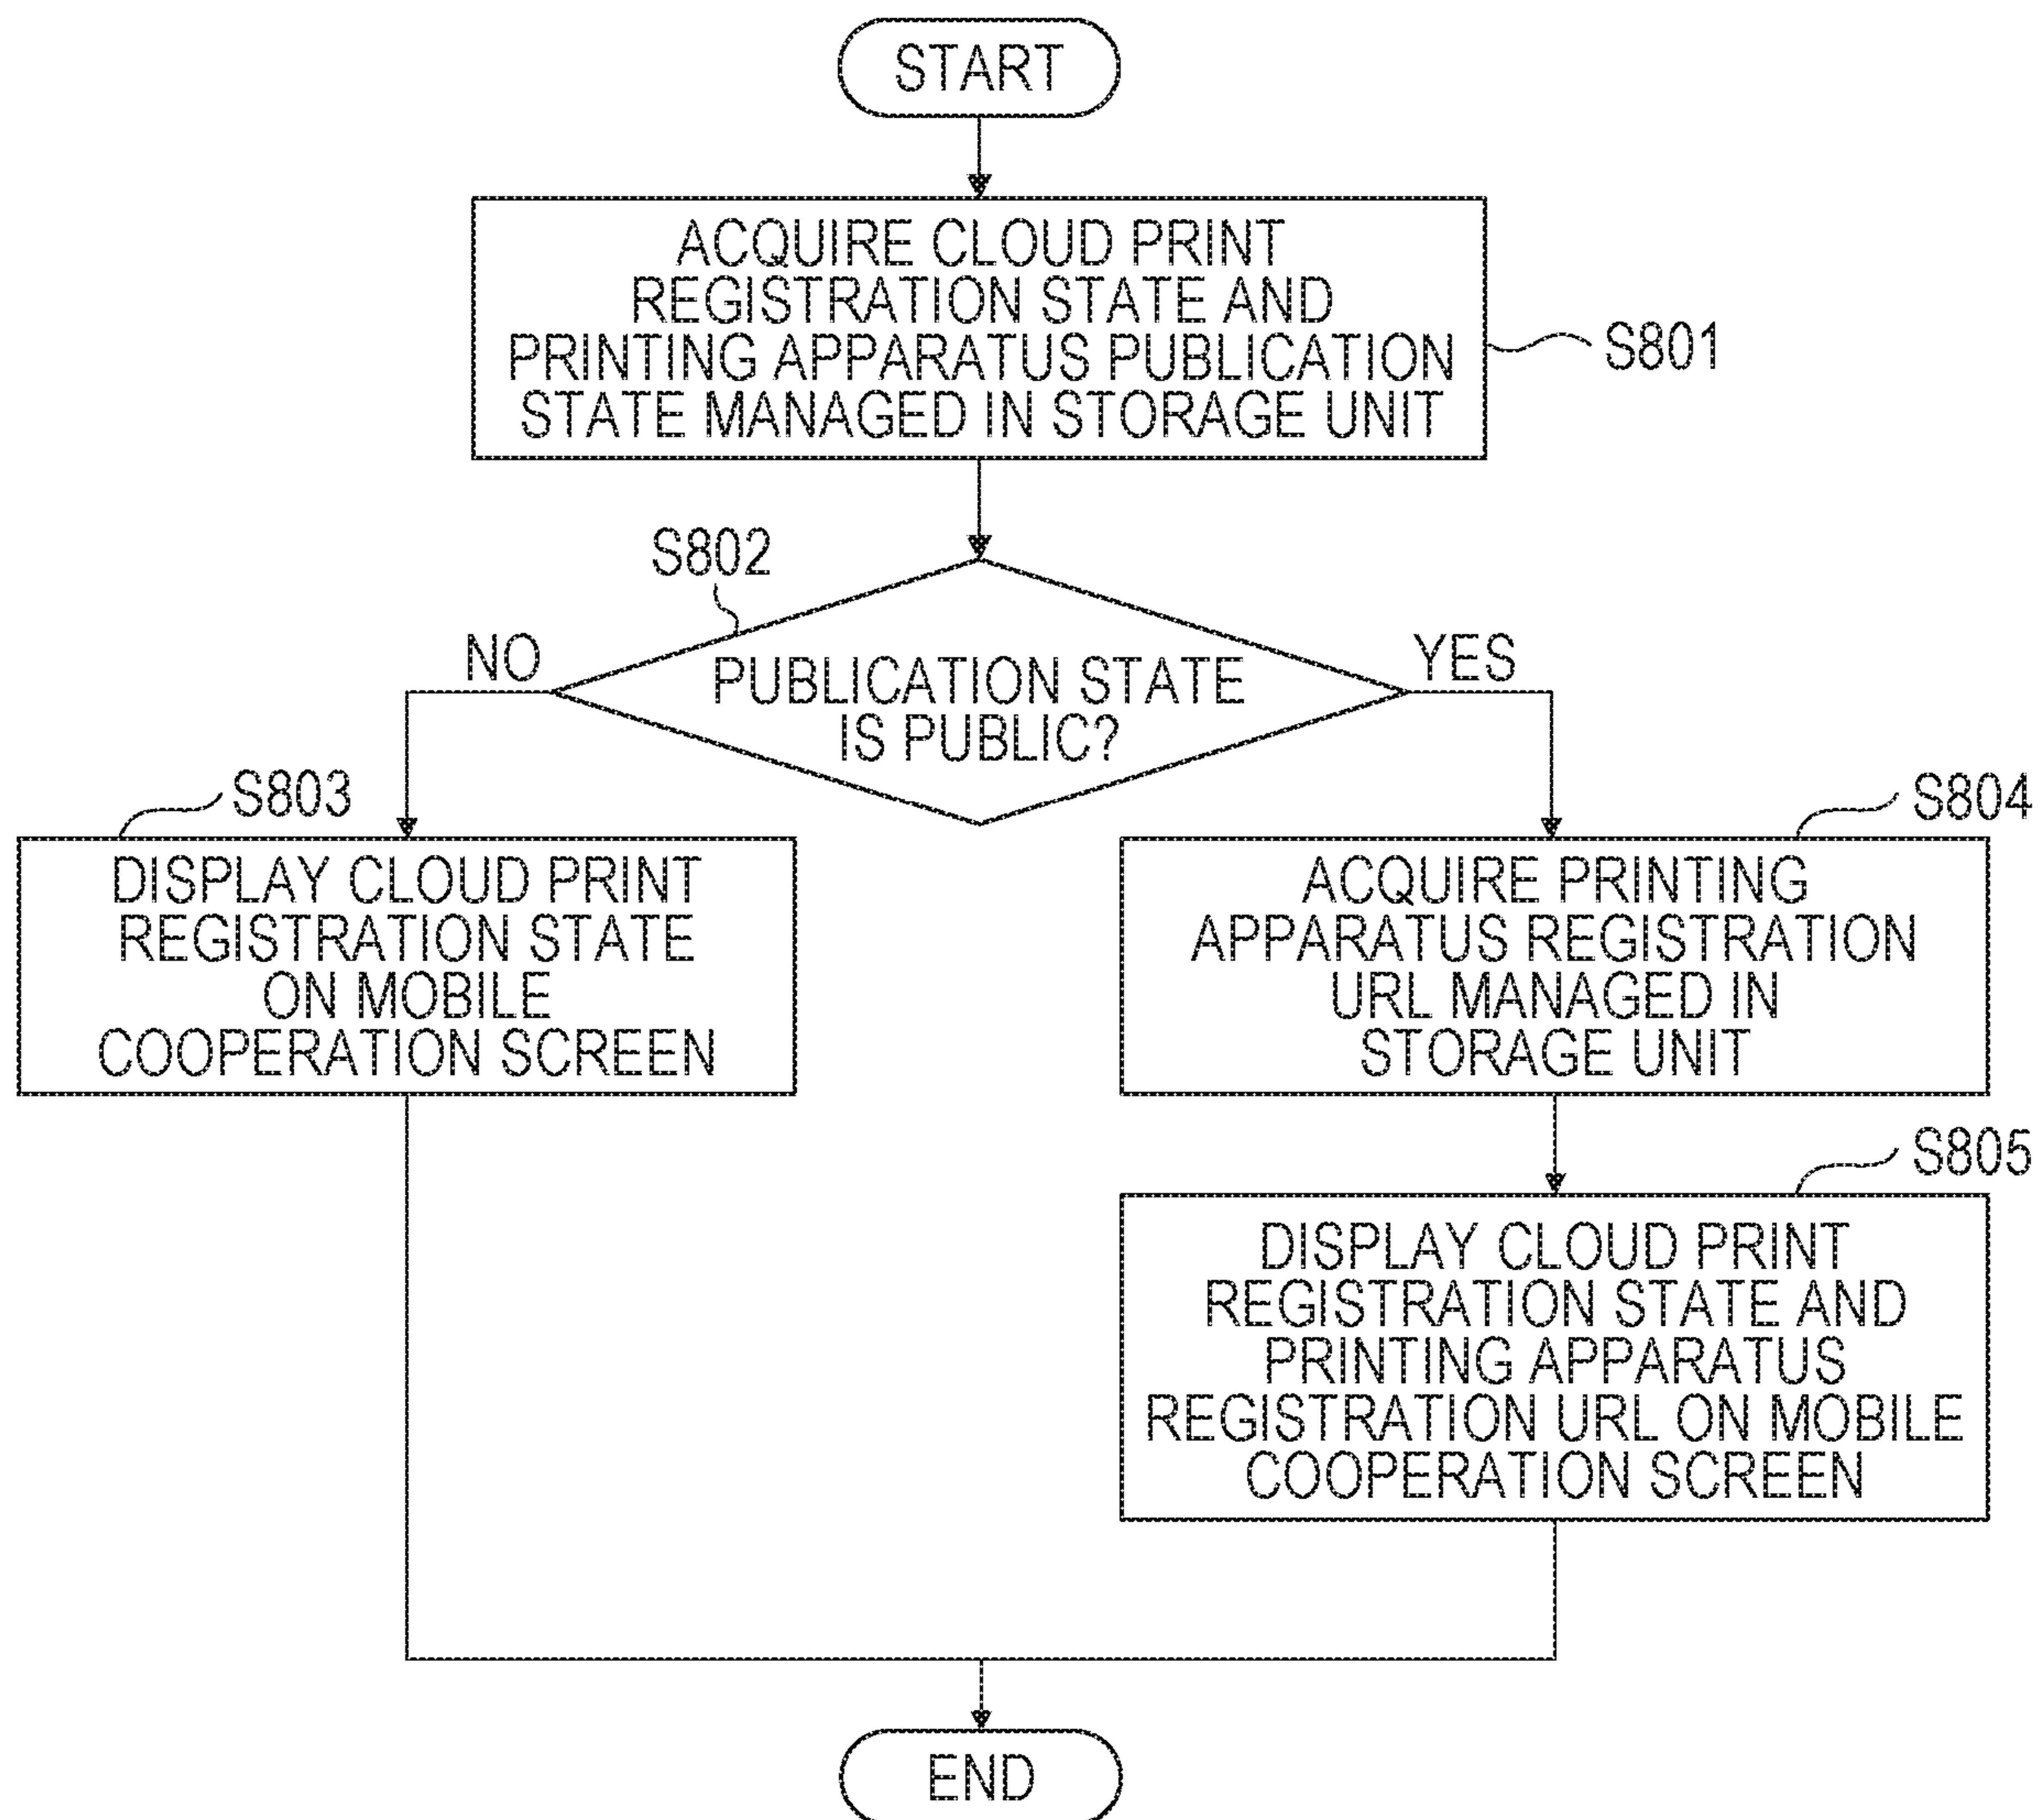 START
ACQUIRE CLOUD PRINT
REGISTRATION STATE AND
PRINTING APPARATUS PUBLICATION
STATE MANAGED IN STORAGE UNIT
S801
S802
NO
PUBLICATION STATE
IS PUBLIC?
YES
S803
DISPLAY CLOUD PRINT
REGISTRATION STATE
ON MOBILE
COOPERATION SCREEN
S804
ACQUIRE PRINTING
APPARATUS REGISTRATION
URL MANAGED IN
STORAGE UNIT
S805
DISPLAY CLOUD PRINT
REGISTRATION STATE AND
PRINTING APPARATUS
REGISTRATION URL ON MOBILE
COOPERATION SCREEN
END